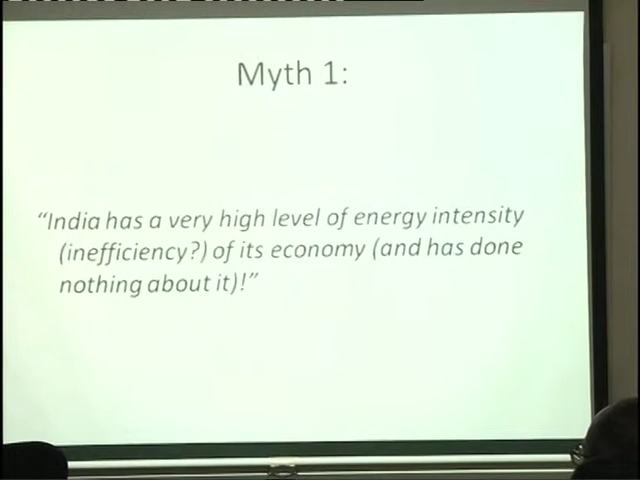 Myth 1:
“India has a very high level of energy intensity
(inefficiency?) of its economy (and has done
nothing about it)!”